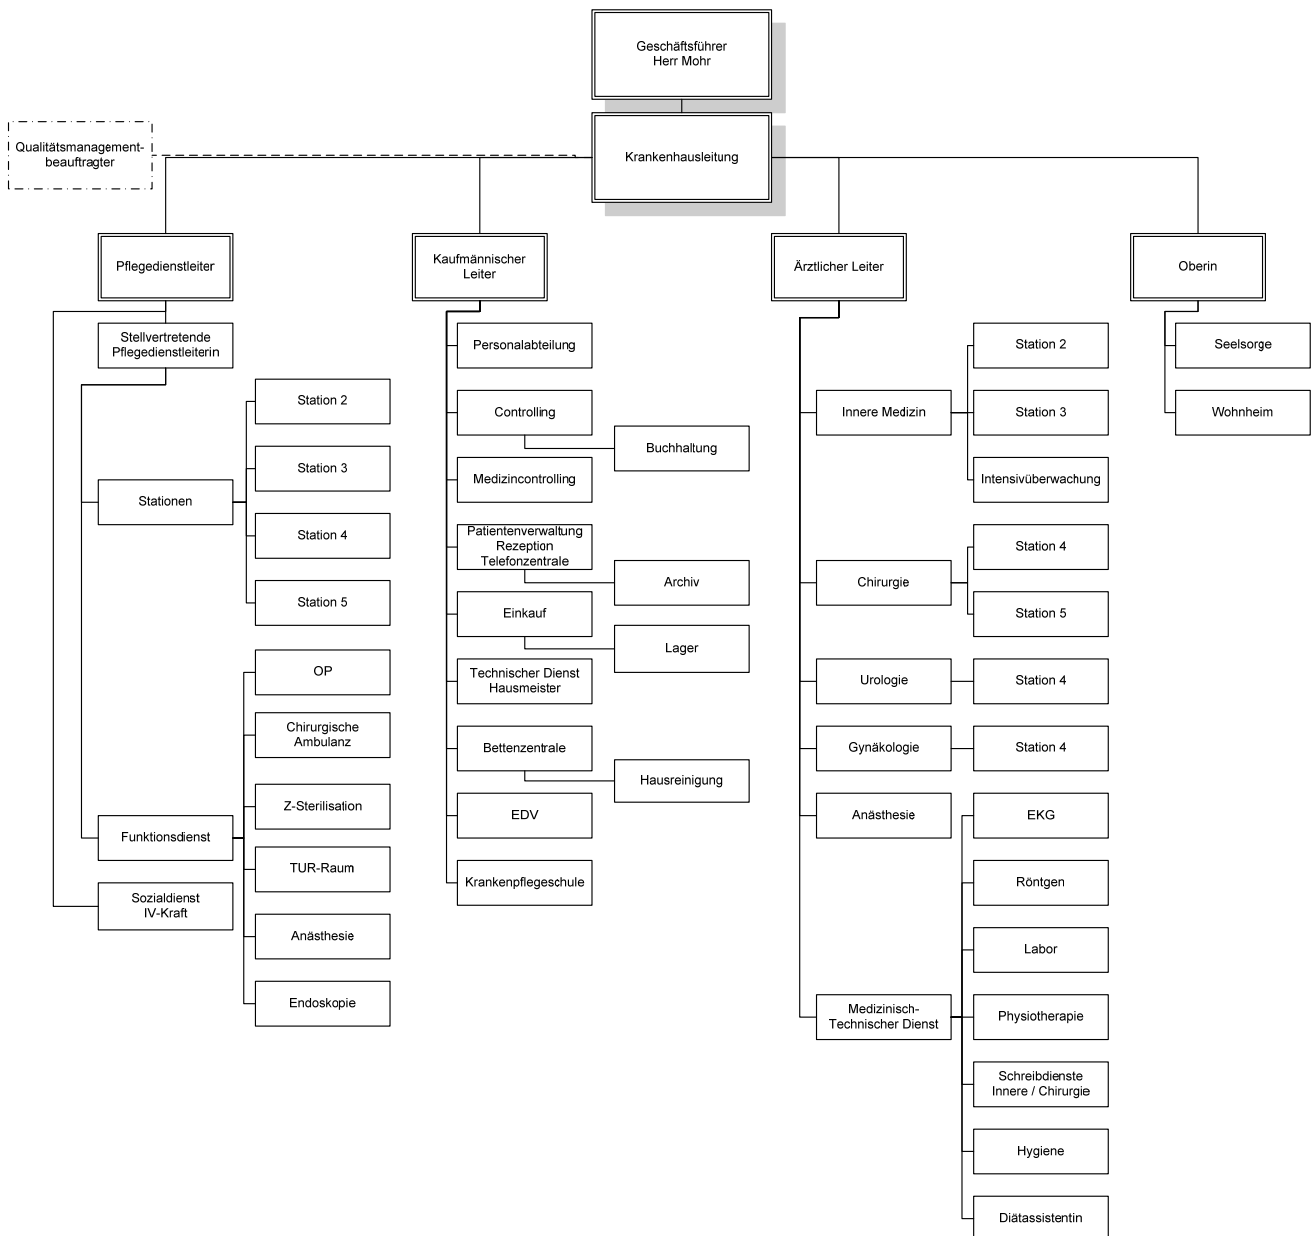 Geschäftsführer
Herr Mohr
Qualitätsmanagement-
beauftragter
Krankenhausleitung
Pflegedienstleiter
Stellvertretende
Pflegedienstleiterin
Stationen
Station 2
Station 3
Station 4
Station 5
Funktionsdienst
OP
Chirurgische
Ambulanz
Z-Sterilisation
TUR-Raum
Anästhesie
Endoskopie
Sozialdienst
IV-Kraft
Kaufmännischer
Leiter
Personalabteilung
Controlling
Buchhaltung
Medizincontrolling
Patientenverwaltung
Rezeption
Telefonzentrale
Archiv
Einkauf
Lager
Technischer Dienst
Hausmeister
Bettenzentrale
Hausreinigung
EDV
Krankenpflegeschule
Ärztlicher Leiter
Innere Medizin
Station 2
Station 3
Intensivüberwachung
Chirurgie
Station 4
Station 5
Urologie
Station 4
Gynäkologie
Station 4
Anästhesie
Medizinisch-
Technischer Dienst
EKG
Röntgen
Labor
Physiotherapie
Schreibdienste
Innere / Chirurgie
Hygiene
Diätassistentin
Oberin
Seelsorge
Wohnheim